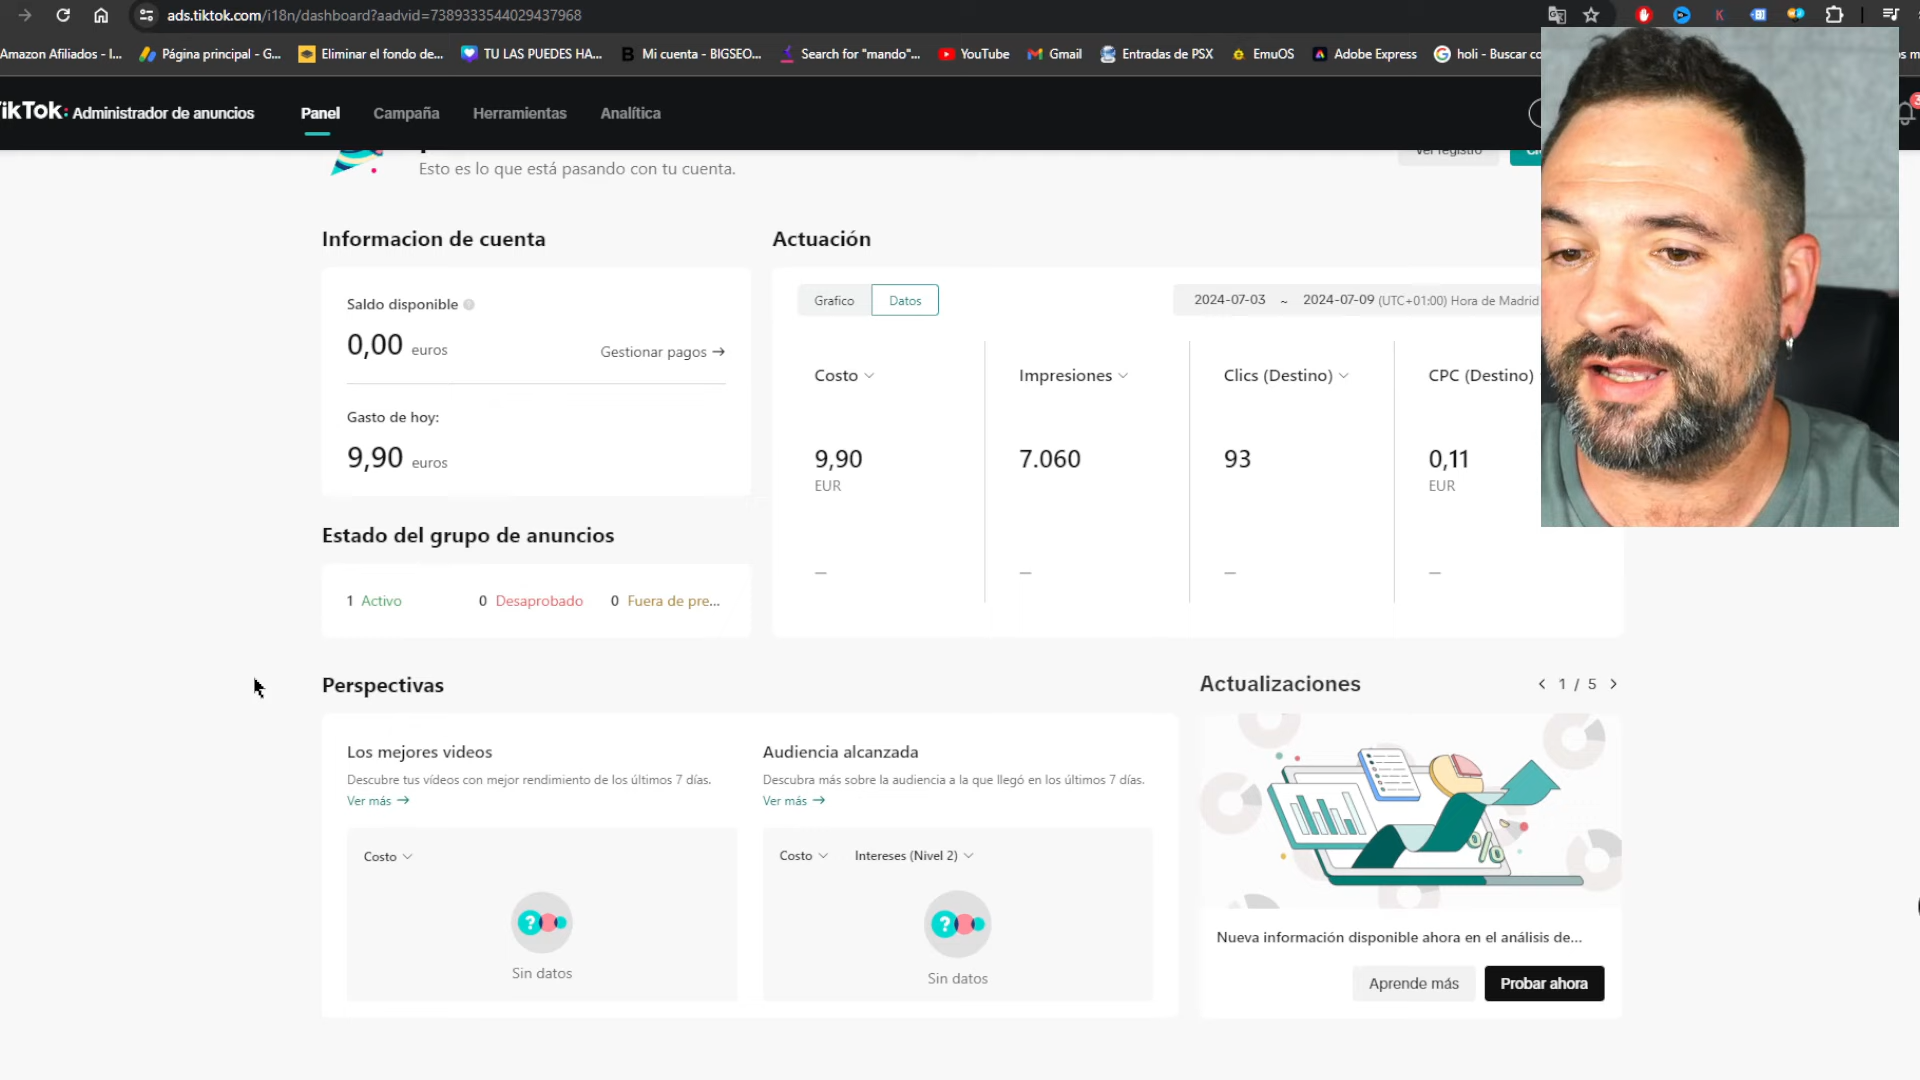 ads.tiktok.com/i18n/dashboard?aadvid=7389333544029437968
Amazon Afiliados - I... Página principal - G... Eliminar el fondo de... TU LAS PUEDES HA... Mi cuenta - BIGSEO... Search for "mando"... YouTube Gmail Entradas de PSX EmuOS Adobe Express holi - Buscar co
ikTok: Administrador de anuncios Panel Campaña Herramientas Analítica
Esto es lo que está pasando con tu cuenta.
Ver registro
Informacion de cuenta
Saldo disponible
0,00 euros
Gestionar pagos →
Gasto de hoy:
9,90 euros
Actuación
Grafico Datos
2024-07-03 ~ 2024-07-09 (UTC+01:00) Hora de Madrid
Costo Impresiones Clics (Destino) CPC (Destino)
9,90 7.060 93 0,11
EUR EUR
– – – –
Estado del grupo de anuncios
1 Activo 0 Desaprobado 0 Fuera de pre...
Perspectivas
Los mejores videos
Descubre tus vídeos con mejor rendimiento de los últimos 7 días.
Ver más →
Costo
Sin datos
Audiencia alcanzada
Descubra más sobre la audiencia a la que llegó en los últimos 7 días.
Ver más →
Costo Intereses (Nivel 2)
Sin datos
Actualizaciones
< 1 / 5 >
%
Nueva información disponible ahora en el análisis de...
Aprende más Probar ahora